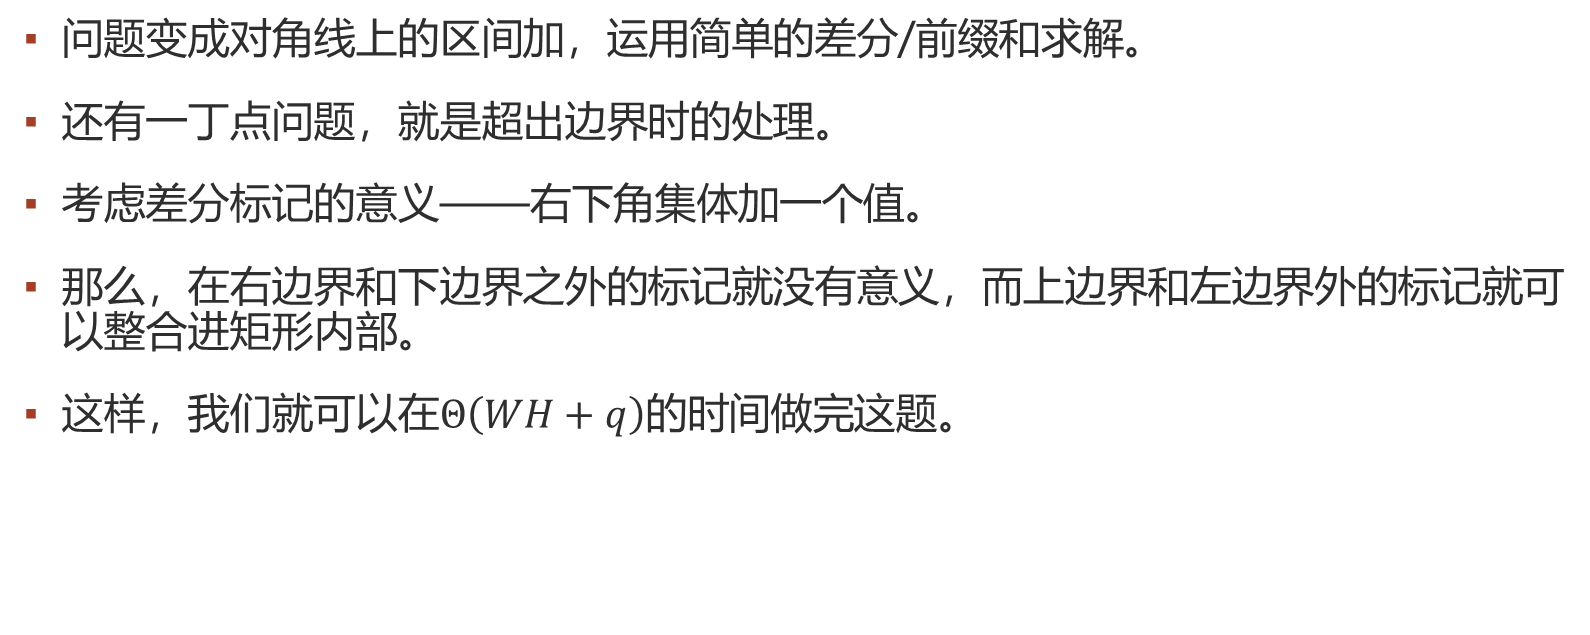 ▪ 问题变成对角线上的区间加，运用简单的差分/前缀和求解。
▪ 还有一丁点问题，就是超出边界时的处理。
▪ 考虑差分标记的意义——右下角集体加一个值。
▪ 那么，在右边界和下边界之外的标记就没有意义，而上边界和左边界外的标记就可
以整合进矩形内部。
▪ 这样，我们就可以在Θ(𝑊𝐻 + 𝑞)的时间做完这题。